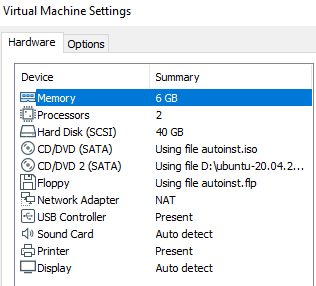 Virtual Machine Settings
Hardware Options
Device Summary
Memory 6 GB
Processors 2
Hard Disk (SCSI) 40 GB
CD/DVD (SATA) Using file autoinst.iso
CD/DVD 2 (SATA) Using file D:\ubuntu-20.04.2...
Floppy Using file autoinst.flp
Network Adapter NAT
USB Controller Present
Sound Card Auto detect
Printer Present
Display Auto detect